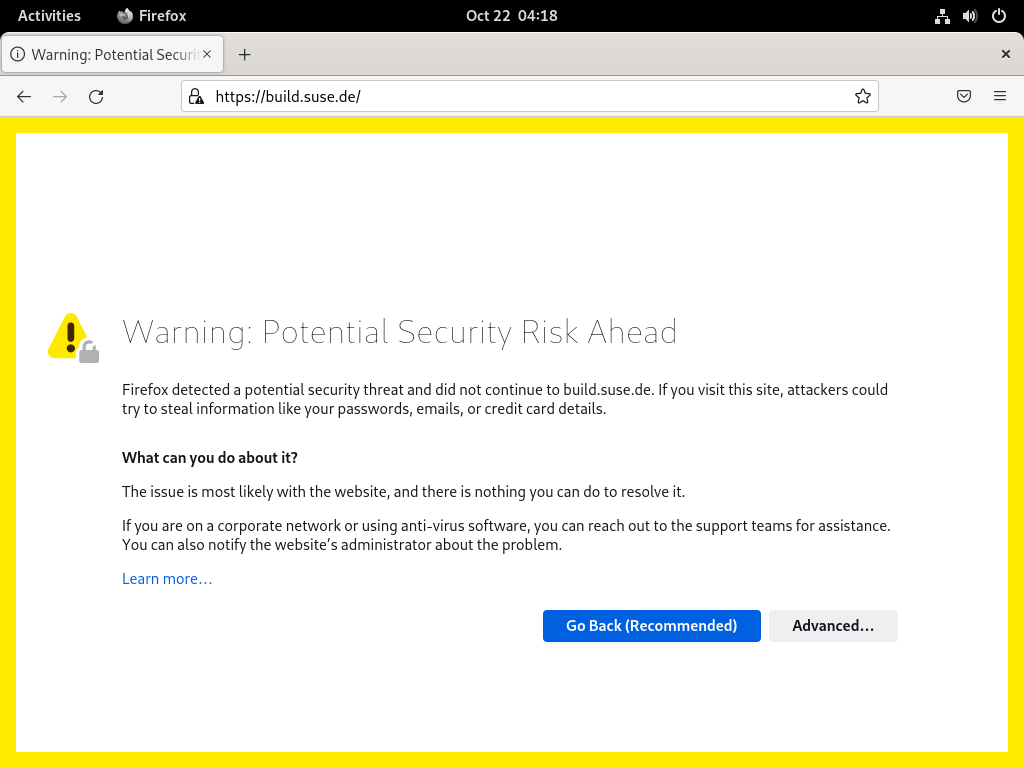 Activities Firefox Oct 22 04:18
Warning: Potential Securi
https://build.suse.de/
Warning: Potential Security Risk Ahead
Firefox detected a potential security threat and did not continue to build.suse.de. If you visit this site, attackers could
try to steal information like your passwords, emails, or credit card details.
What can you do about it?
The issue is most likely with the website, and there is nothing you can do to resolve it.
If you are on a corporate network or using anti-virus software, you can reach out to the support teams for assistance.
You can also notify the website’s administrator about the problem.
Learn more…
Go Back (Recommended) Advanced…